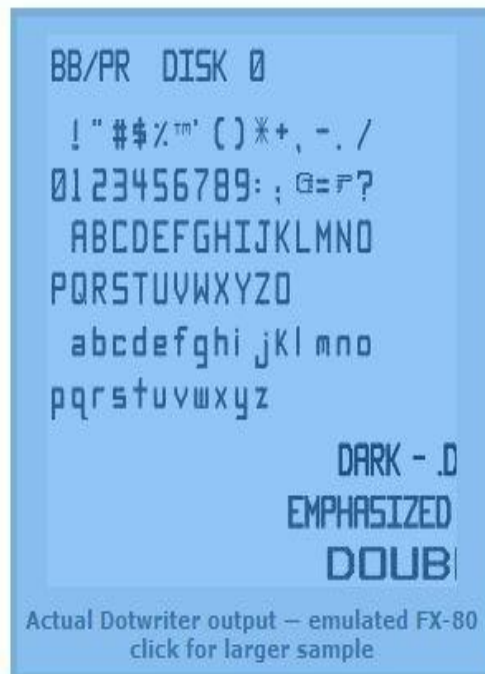 BB/PR DISK 0
!"#$%™'()*+,-./
0123456789:;@=┏?
ABCDEFGHIJKLMNO
PQRSTUVWXYZ0
abcdefghijklmno
pqrstuvwxyz
DARK - .D
EMPHASIZED
DOUB
Actual Dotwriter output — emulated FX-80
click for larger sample